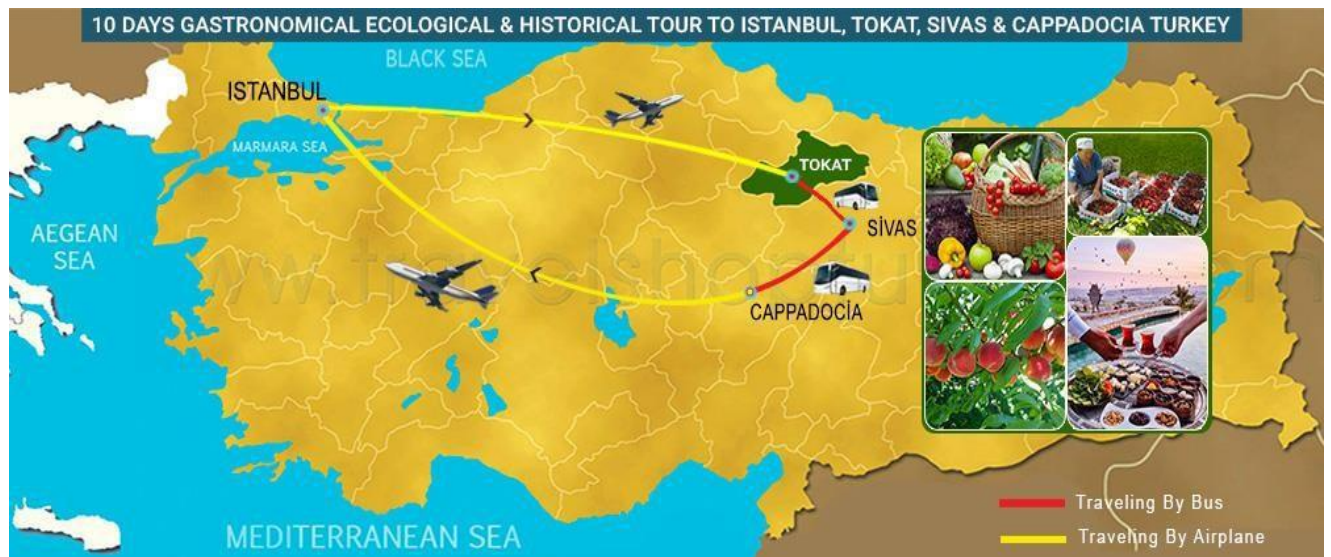 10 DAYS GASTRONOMICAL ECOLOGICAL & HISTORICAL TOUR TO ISTANBUL, TOKAT, SIVAS & CAPPADOCIA TURKEY
BLACK SEA
ISTANBUL
MARMARA SEA
TOKAT
SİVAS
AEGEAN
SEA
CAPPADOCİA
Traveling By Bus
Traveling By Airplane
MEDITERRANEAN SEA